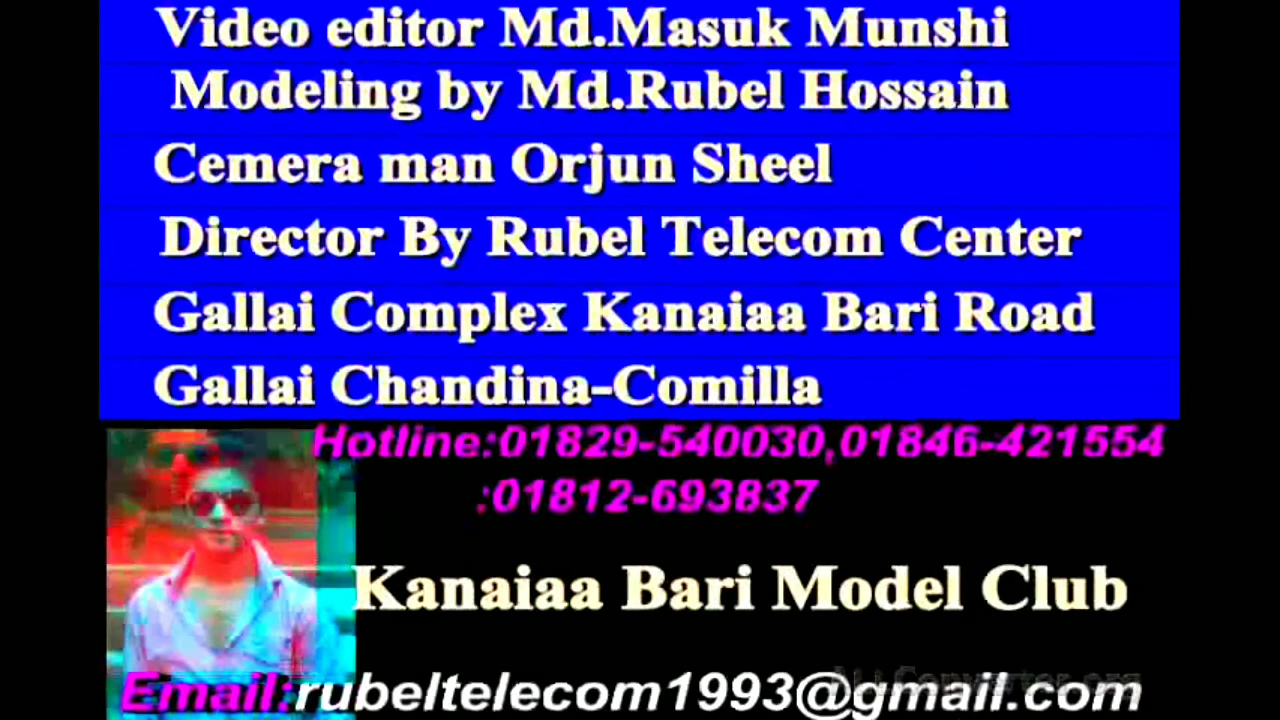 Video editor Md.Masuk Munshi
Modeling by Md.Rubel Hossain
Cemera man Orjun Sheel
Director By Rubel Telecom Center
Gallai Complex Kanaiaa Bari Road
Gallai Chandina-Comilla
Hotline:01829-540030,01846-421554
:01812-693837
Kanaiaa Bari Model Club
Email:rubeltelecom1993@gmail.com